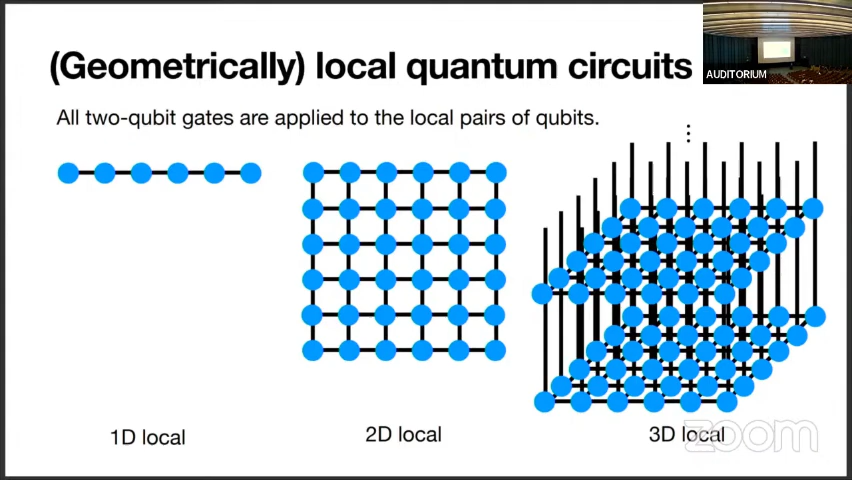 (Geometrically) local quantum circuits
AUDITORIUM
All two-qubit gates are applied to the local pairs of qubits.
1D local
2D local
3D local
zoom